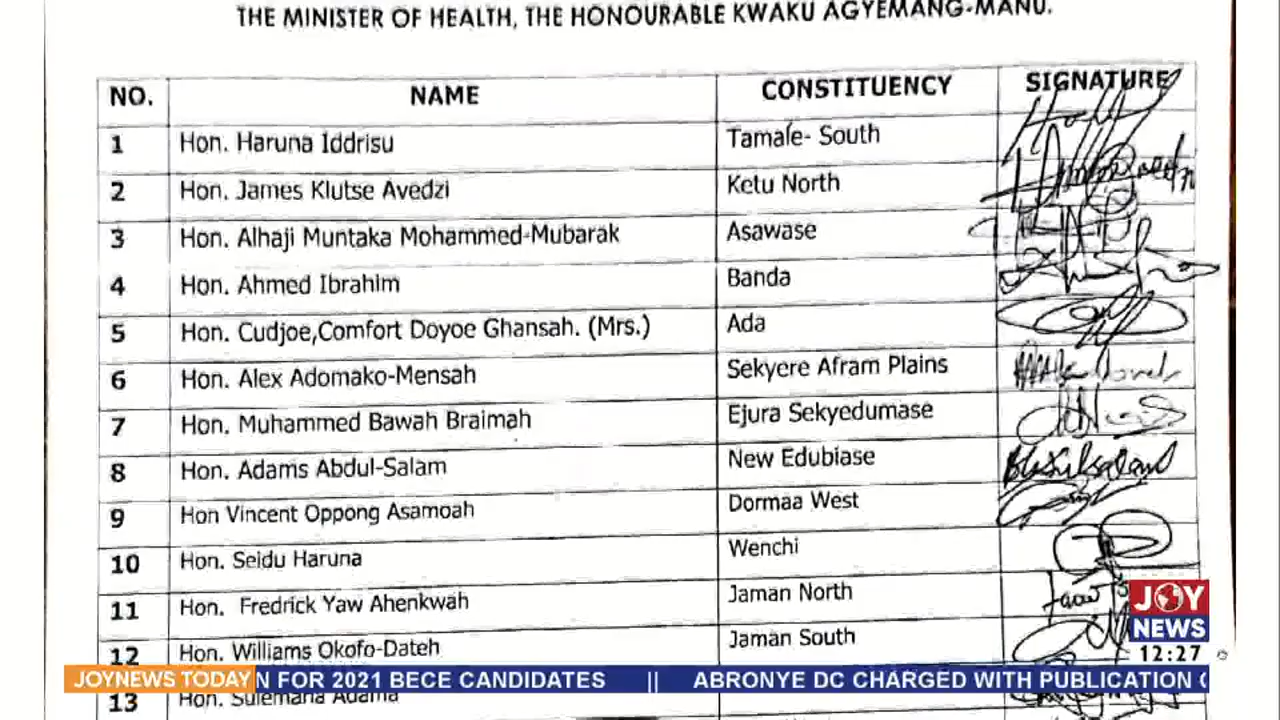 THE MINISTER OF HEALTH, THE HONOURABLE KWAKU AGYEMANG-MANU.
NO. NAME CONSTITUENCY SIGNATURE
1 Hon. Haruna Iddrisu Tamale- South
2 Hon. James Klutse Avedzi Ketu North
3 Hon. Alhaji Muntaka Mohammed-Mubarak Asawase
4 Hon. Ahmed Ibrahim Banda
5 Hon. Cudjoe,Comfort Doyoe Ghansah. (Mrs.) Ada
6 Hon. Alex Adomako-Mensah Sekyere Afram Plains
7 Hon. Muhammed Bawah Braimah Ejura Sekyedumase
8 Hon. Adams Abdul-Salam New Edubiase
9 Hon Vincent Oppong Asamoah Dormaa West
10 Hon. Seidu Haruna Wenchi
11 Hon. Fredrick Yaw Ahenkwah Jaman North
12 Hon. Williams Okofo-Dateh Jaman South
13 Hon. Sulemana Adama
JOY
NEWS
12:27
JOYNEWS TODAY N FOR 2021 BECE CANDIDATES || ABRONYE DC CHARGED WITH PUBLICATION